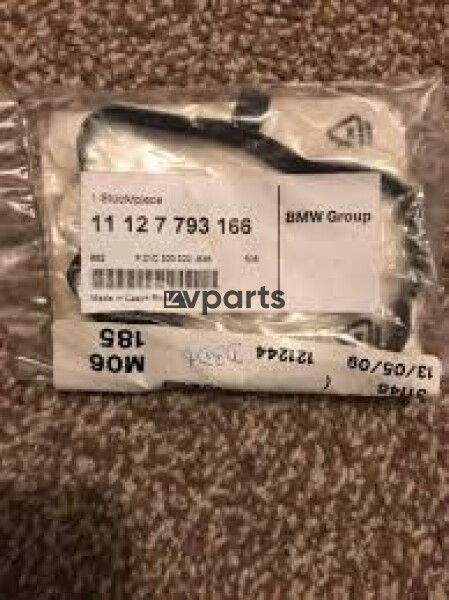 1 Stück/piece
11 12 7 793 166
BMW Group
Made in Czech
vparts
M06
185
121244
31148
13/05/09